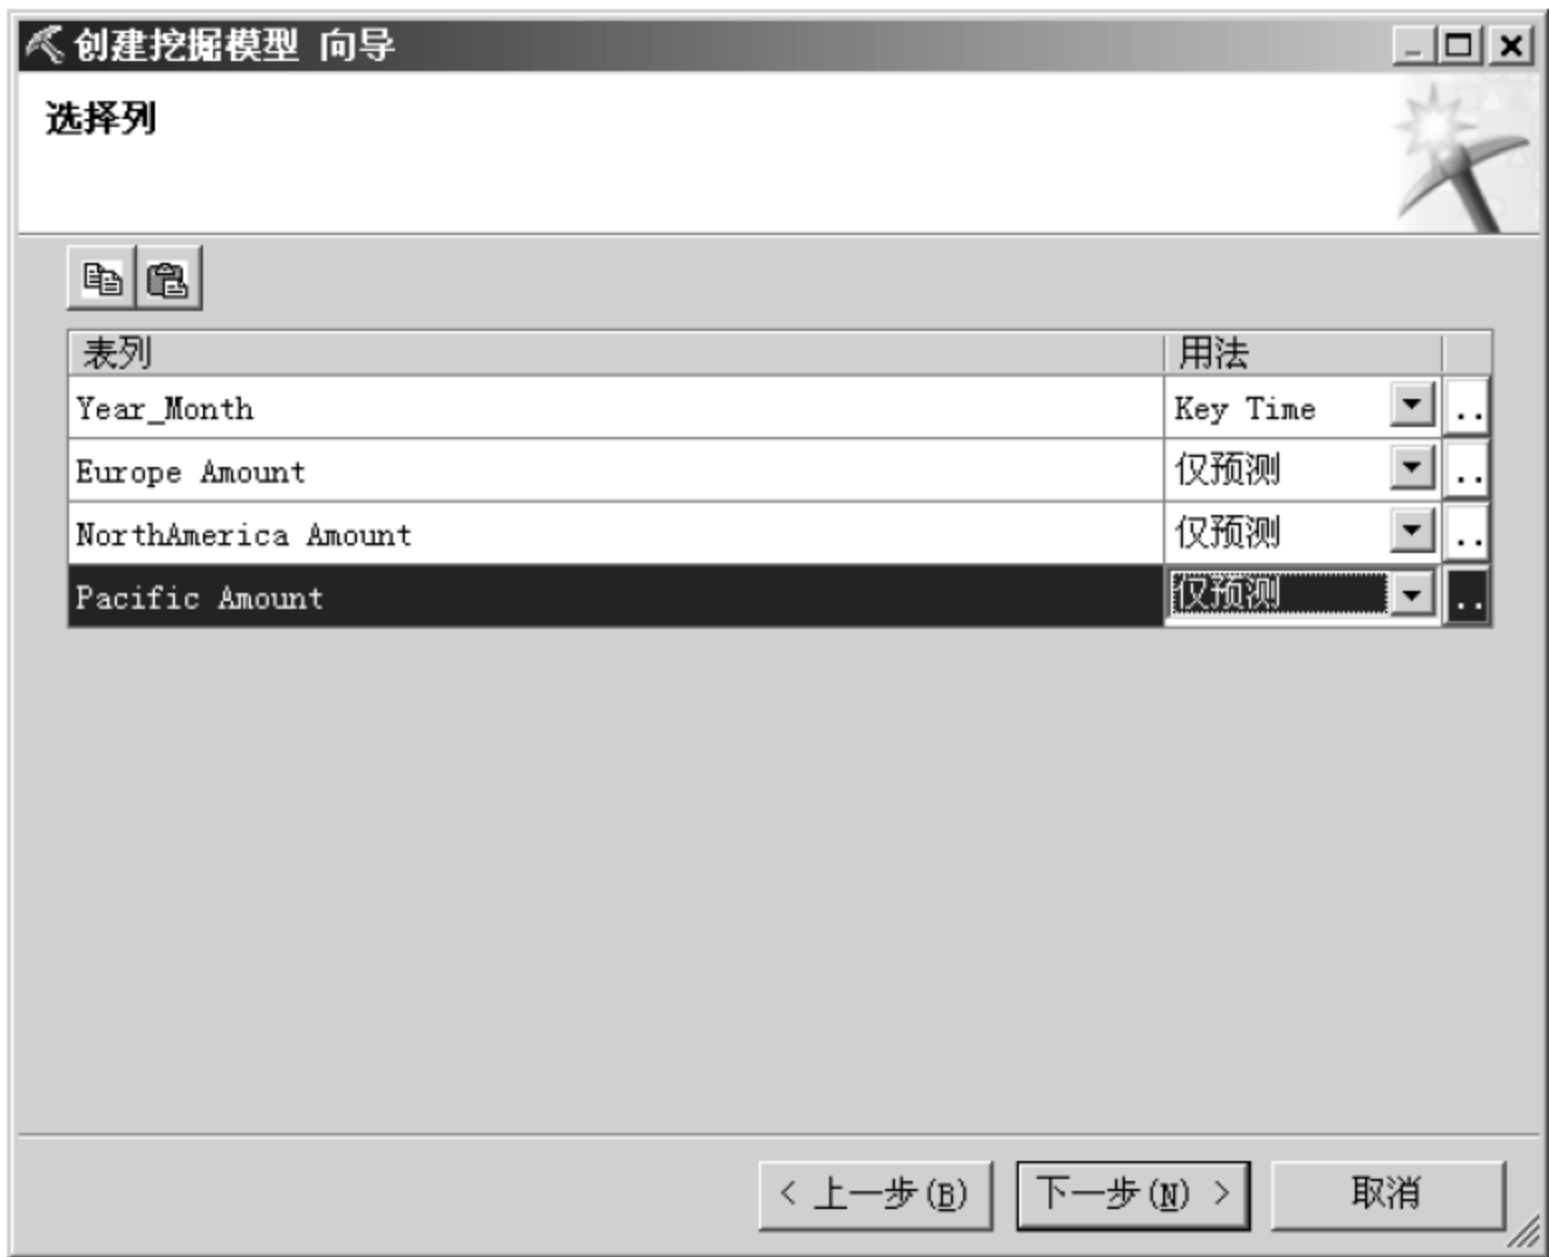 创建挖掘模型 向导
选择列
表列 用法
Year_Month Key Time ..
Europe Amount 仅预测 ..
NorthAmerica Amount 仅预测 ..
Pacific Amount 仅预测 ..
< 上一步(B) 下一步(N) > 取消